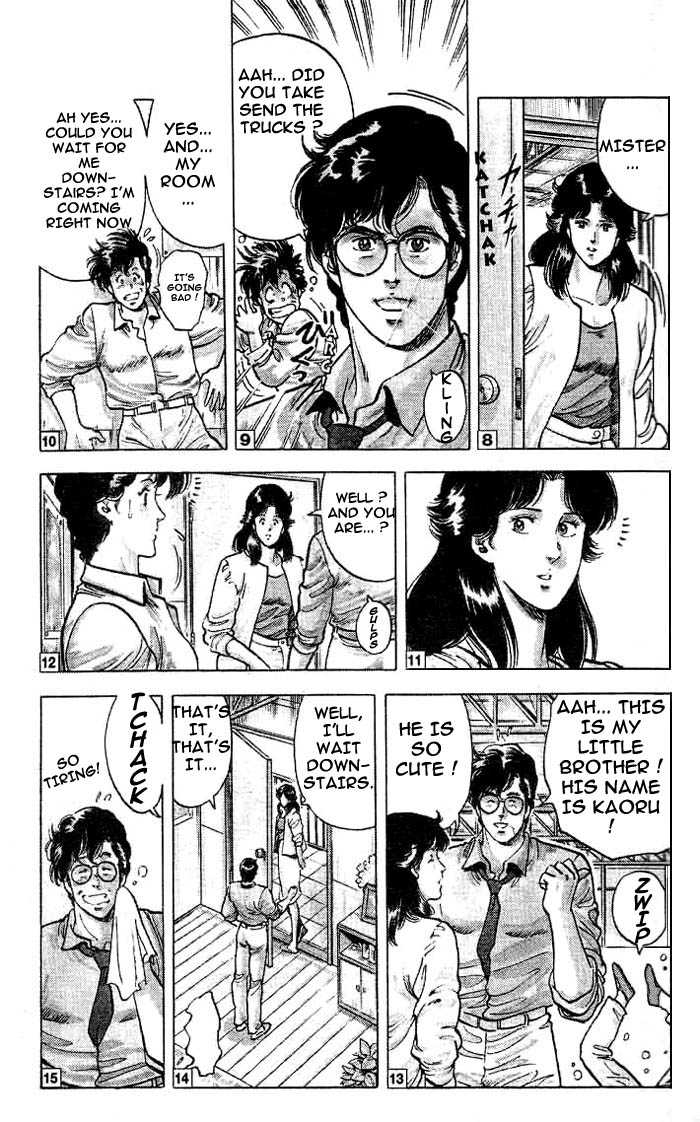 MISTER
...
KATCHAK
カチャ
8
AAH... DID
YOU TAKE
SEND THE
TRUCKS ?
KLING
9
YES...
AND...
MY
ROOM
...
AH YES...
COULD YOU
WAIT FOR
ME
DOWN-
STAIRS? I'M
COMING
RIGHT NOW
IT'S
GOING
BAD !
10
11
WELL ?
AND YOU
ARE... ?
GULPS
12
AAH... THIS
IS MY
LITTLE
BROTHER !
HIS NAME
IS KAORU
!
HE IS
SO
CUTE !
ZWIP
13
WELL,
I'LL
WAIT
DOWN-
STAIRS.
THAT'S
IT,
THAT'S
IT...
14
TCHACK
SO
TIRING!
15